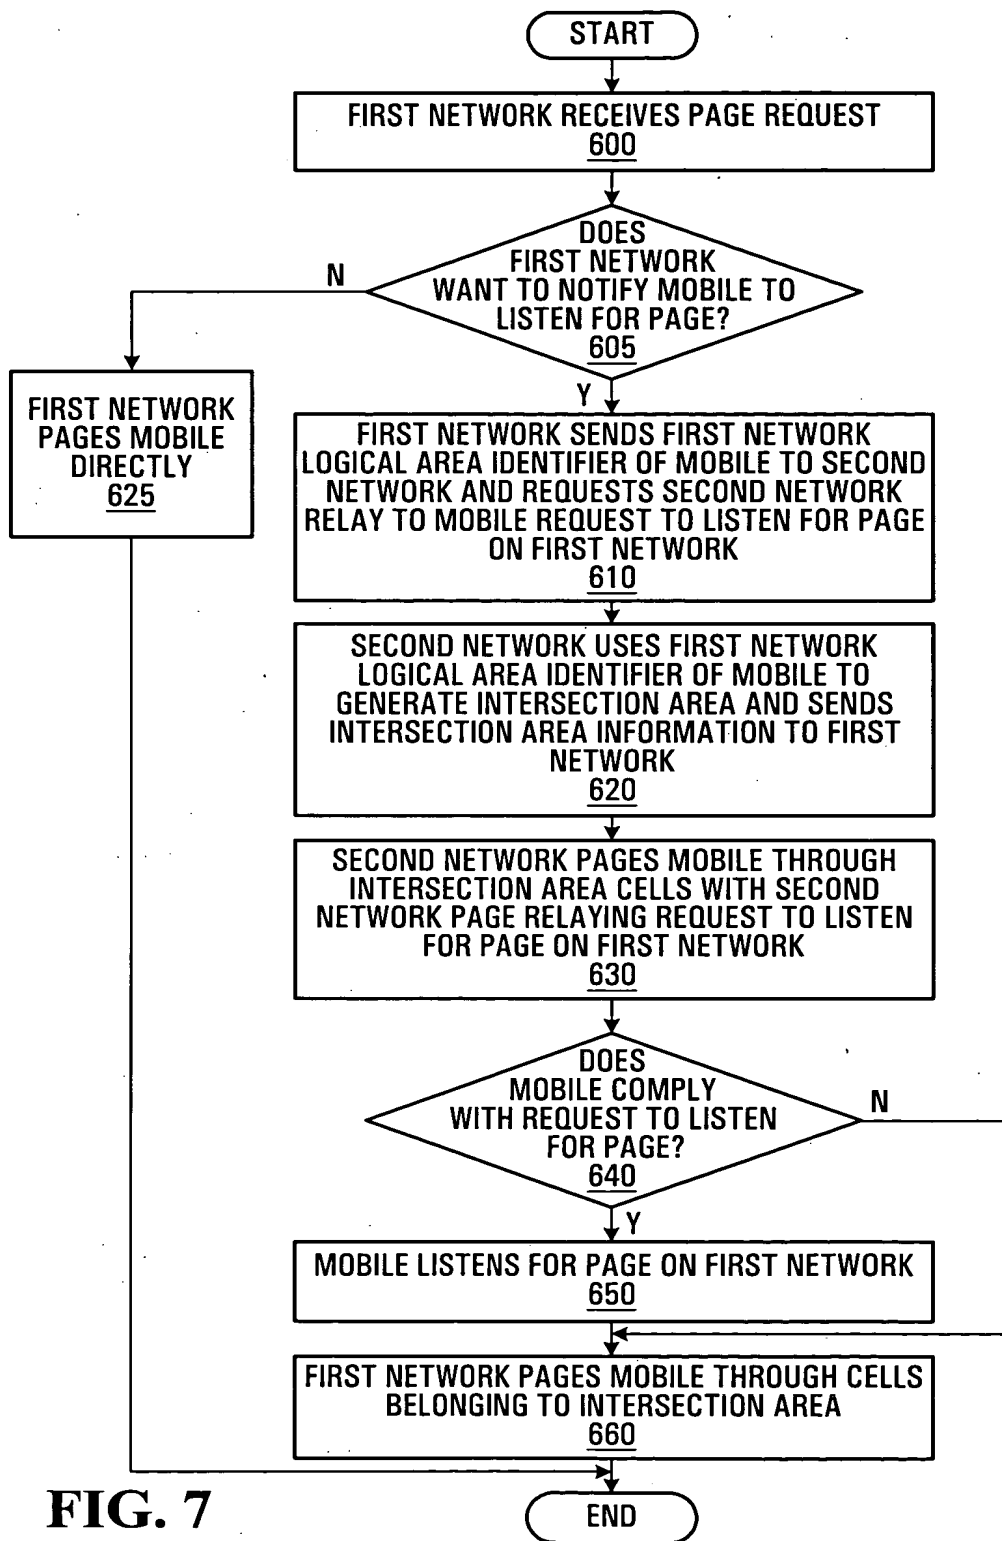 START
FIRST NETWORK RECEIVES PAGE REQUEST
600
DOES
FIRST NETWORK
WANT TO NOTIFY MOBILE TO
LISTEN FOR PAGE?
605
N
Y
FIRST NETWORK
PAGES MOBILE
DIRECTLY
625
FIRST NETWORK SENDS FIRST NETWORK
LOGICAL AREA IDENTIFIER OF MOBILE TO SECOND
NETWORK AND REQUESTS SECOND NETWORK
RELAY TO MOBILE REQUEST TO LISTEN FOR PAGE
ON FIRST NETWORK
610
SECOND NETWORK USES FIRST NETWORK
LOGICAL AREA IDENTIFIER OF MOBILE TO
GENERATE INTERSECTION AREA AND SENDS
INTERSECTION AREA INFORMATION TO FIRST
NETWORK
620
SECOND NETWORK PAGES MOBILE THROUGH
INTERSECTION AREA CELLS WITH SECOND
NETWORK PAGE RELAYING REQUEST TO LISTEN
FOR PAGE ON FIRST NETWORK
630
DOES
MOBILE COMPLY
WITH REQUEST TO LISTEN
FOR PAGE?
640
N
Y
MOBILE LISTENS FOR PAGE ON FIRST NETWORK
650
FIRST NETWORK PAGES MOBILE THROUGH CELLS
BELONGING TO INTERSECTION AREA
660
END
FIG. 7